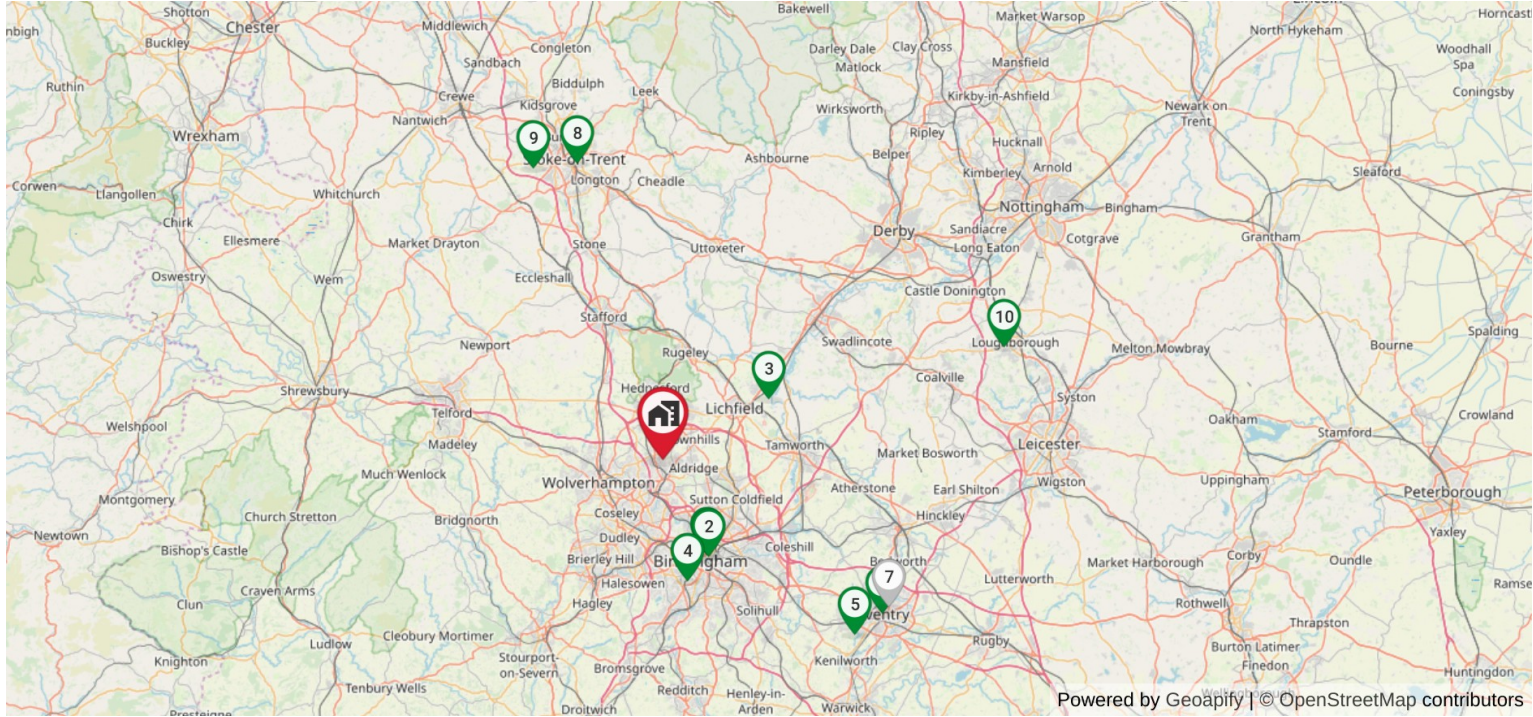 Shotton
Chester
Middlewich
Bakewell
Market Warsop
North Hykeham
Buckley
Congleton
Darley Dale
Clay Cross
Woodhall
Spa
Sandbach
Matlock
Mansfield
Ruthin
Biddulph
Leek
Coningsby
Crewe
Kidsgrove
Wirksworth
Kirkby-in-Ashfield
Newark on
Trent
Nantwich
Wrexham
9
8
Ripley
Hucknall
Ashbourne
Belper
Arnold
Kimberley
Sleaford
Corwen
Llangollen
Whitchurch
Longton
Cheadle
Nottingham
Bingham
Chirk
Ellesmere
Market Drayton
Stone
Uttoxeter
Derby
Sandiacre
Long Eaton
Cotgrave
Grantham
Oswestry
Wem
Eccleshall
Castle Donington
Stafford
10
Spalding
Newport
Rugeley
Swadlincote
Melton Mowbray
Bourne
3
Shrewsbury
Coalville
Syston
Telford
Lichfield
Oakham
Crowland
Welshpool
Madeley
Tamworth
Leicester
Stamford
Market Bosworth
Much Wenlock
Aldridge
Wolverhampton
Atherstone
Earl Shilton
Wigston
Uppingham
Peterborough
Montgomery
Sutton Coldfield
Church Stretton
Bridgnorth
Coseley
2
Hinckley
Newtown
Dudley
Yaxley
Bishop's Castle
4
Coleshill
Brierley Hill
Market Harborough
Corby
Oundle
Halesowen
7
Lutterworth
Craven Arms
Clun
Hagley
Solihull
5
Rothwell
Thrapston
Cleobury Mortimer
Ludlow
Rugby
Burton Latimer
Knighton
Stourport-
on-Severn
Bromsgrove
Kenilworth
Finedon
Huntingdon
Tenbury Wells
Redditch
Henley-in-
Arden
Droitwich
Warwick
Powered by Geoapify | © OpenStreetMap contributors